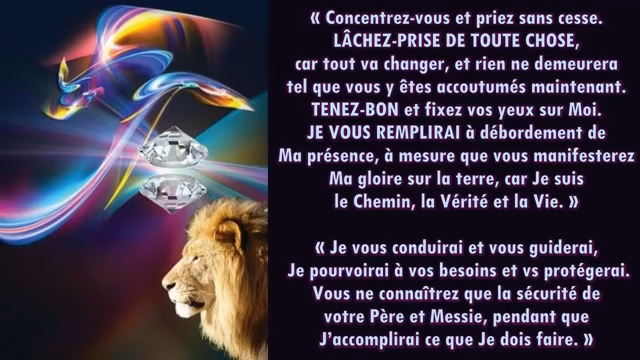 « Concentrez-vous et priez sans cesse.
LÂCHEZ-PRISE DE TOUTE CHOSE,
car tout va changer, et rien ne demeurera
tel que vous y êtes accoutumés maintenant.
TENEZ-BON et fixez vos yeux sur Moi.
JE VOUS REMPLIRAI à débordement de
Ma présence, à mesure que vous manifesterez
Ma gloire sur la terre, car Je suis
le Chemin, la Vérité et la Vie. »
« Je vous conduirai et vous guiderai,
Je pourvoirai à vos besoins et vs protégerai.
Vous ne connaîtrez que la sécurité de
votre Père et Messie, pendant que
J'accomplirai ce que Je dois faire. »